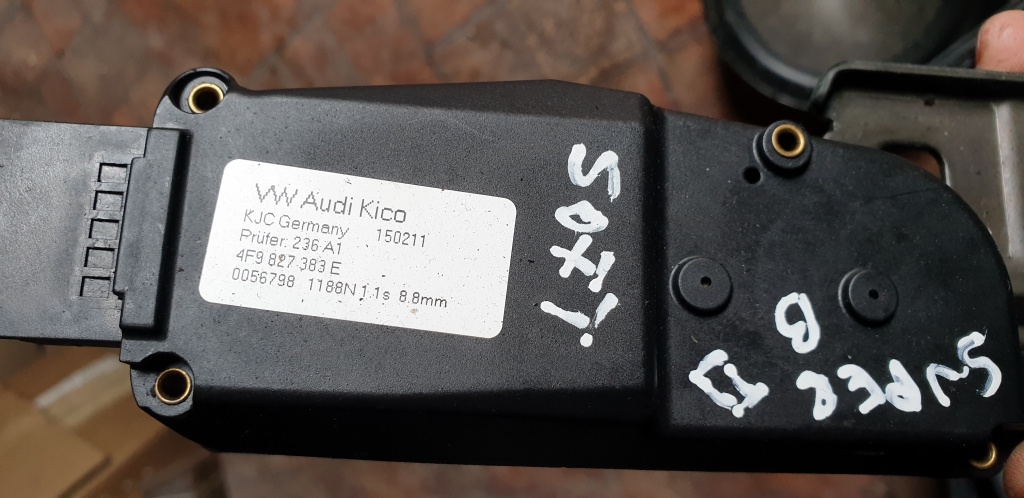 VW Audi Kico
KJC Germany 150211
Prüfer: 236 A1
4F9 827 383 E
0056798 1188N 1.1s 8.8mm
SUPER
B